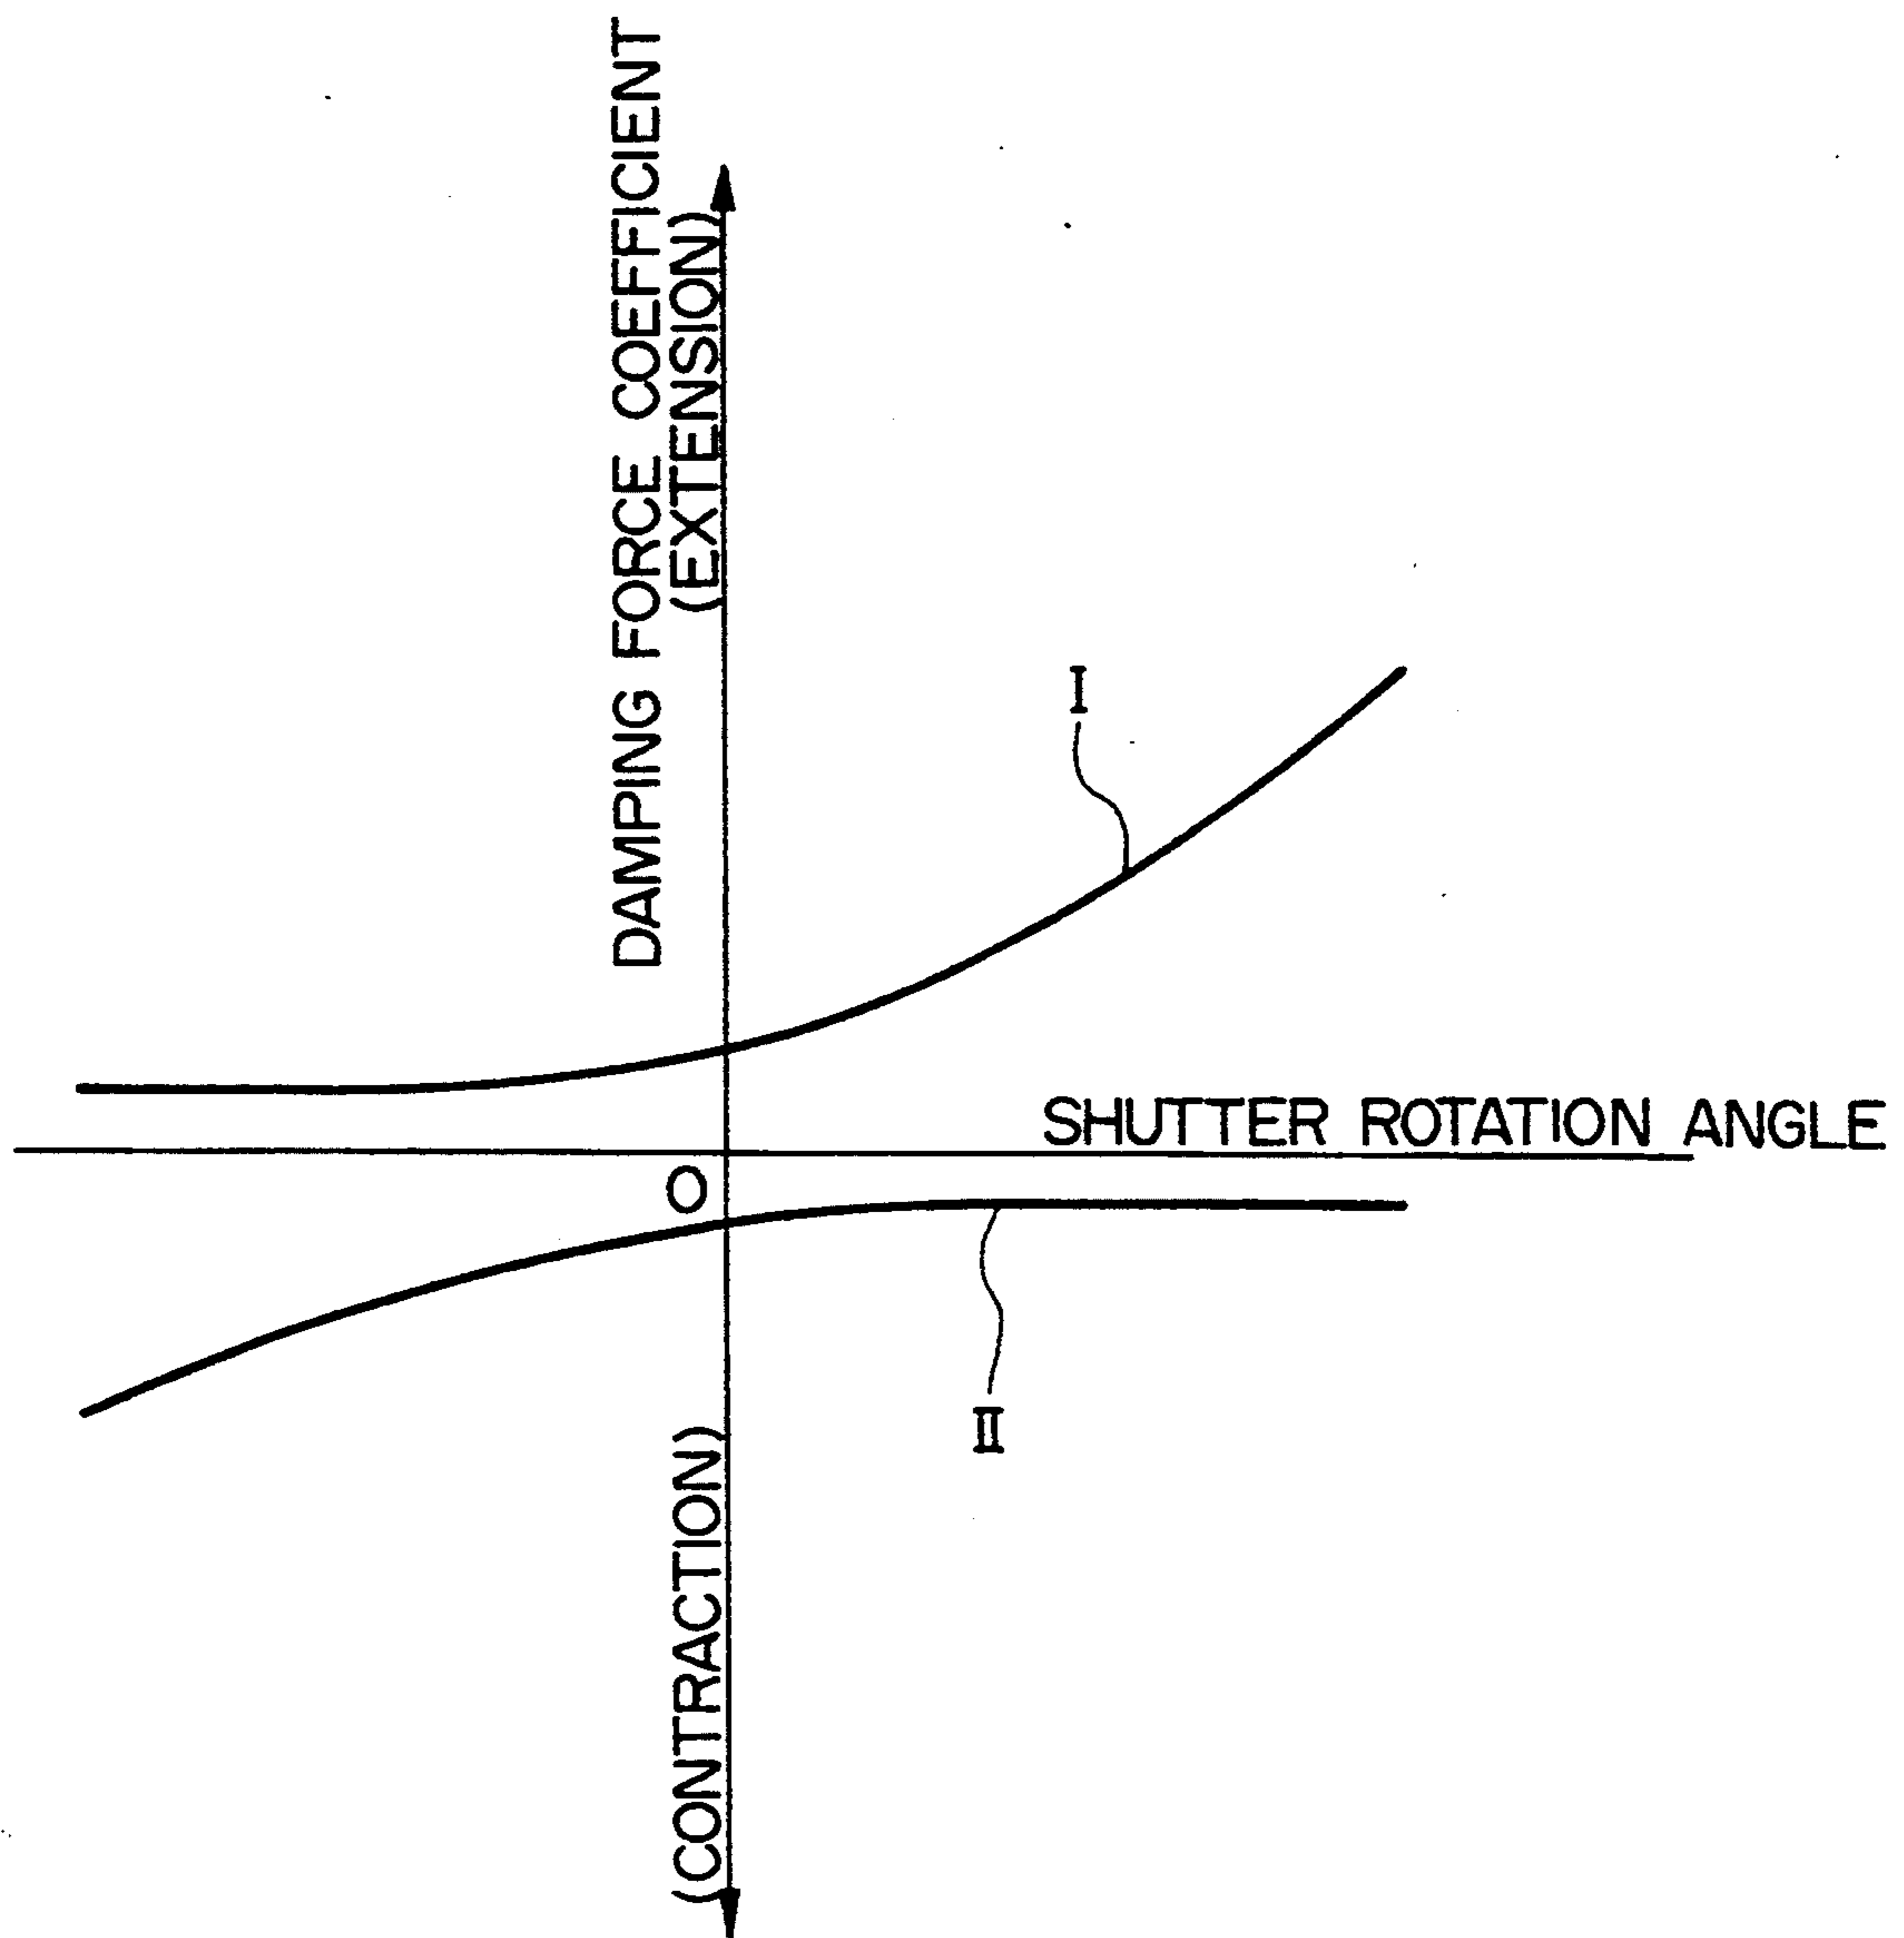 DAMPING FORCE COEFFICIENT
(EXTENSION)
I
SHUTTER ROTATION ANGLE
O
II
(CONTRACTION)